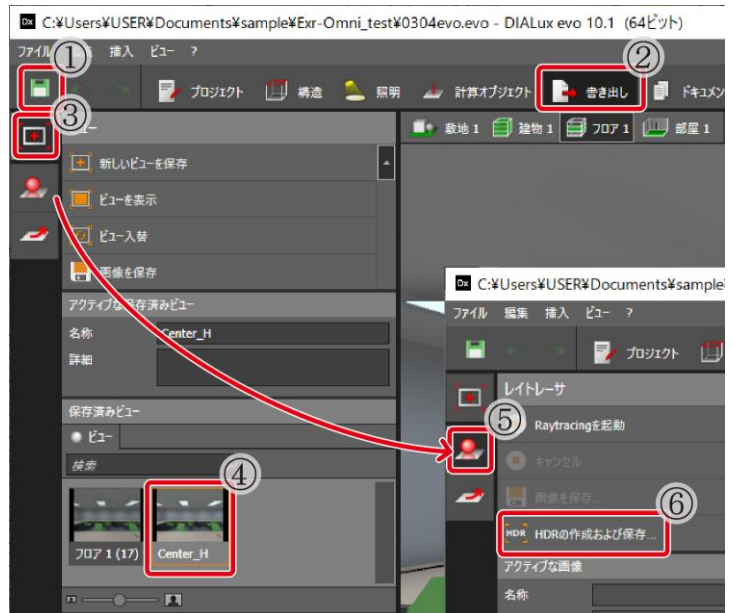 C:¥Users¥USER¥Documents¥sample¥Exr-Omni_test¥0304evo.evo - DIALux evo 10.1 (64ビット)
ファイル 挿入 ビュー ?
① ②
プロジェクト 構造 照明 計算オブジェクト 書き出し ドキュメン
③
敷地 1 建物 1 フロア 1 部屋 1
新しいビューを保存
ビューを表示
ビュー入替
画像を保存
アクティブな保存済みビュー
名称 Center_H
詳細
保存済みビュー
ビュー
検索
④
フロア 1 (17) Center_H
C:¥Users¥USER¥Documents¥sample
ファイル 編集 挿入 ビュー ?
プロジェクト
レイトレーサ
⑤
Raytracingを起動
キャンセル
画像を保存...
⑥
HDR HDRの作成および保存...
アクティブな画像
名称